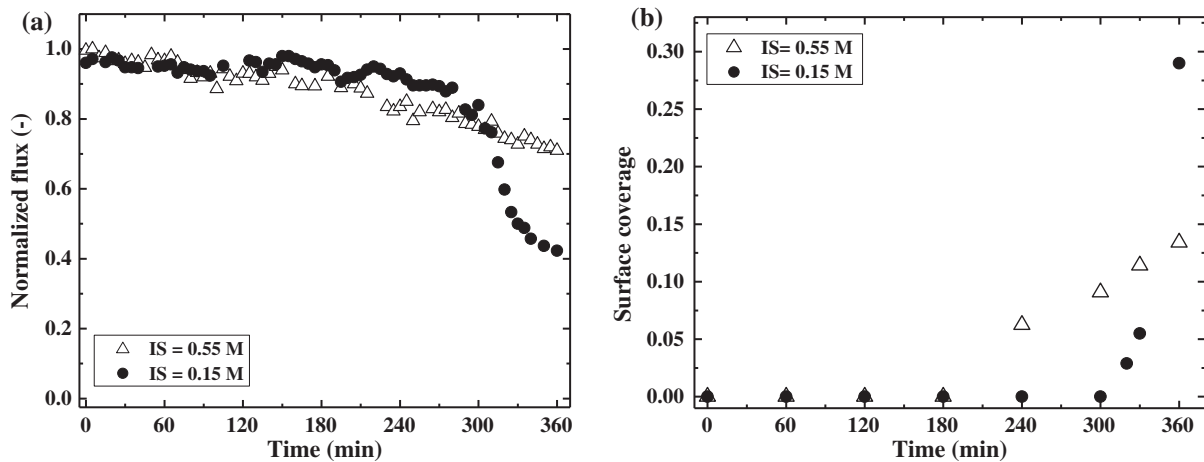 (a)
Normalized flux (-)
1.0
0.8
0.6
0.4
0.2
0.0
IS = 0.55 M
IS = 0.15 M
0 60 120 180 240 300 360
Time (min)
(b)
Surface coverage
0.30
0.25
0.20
0.15
0.10
0.05
0.00
IS= 0.55 M
IS= 0.15 M
0 60 120 180 240 300 360
Time (min)